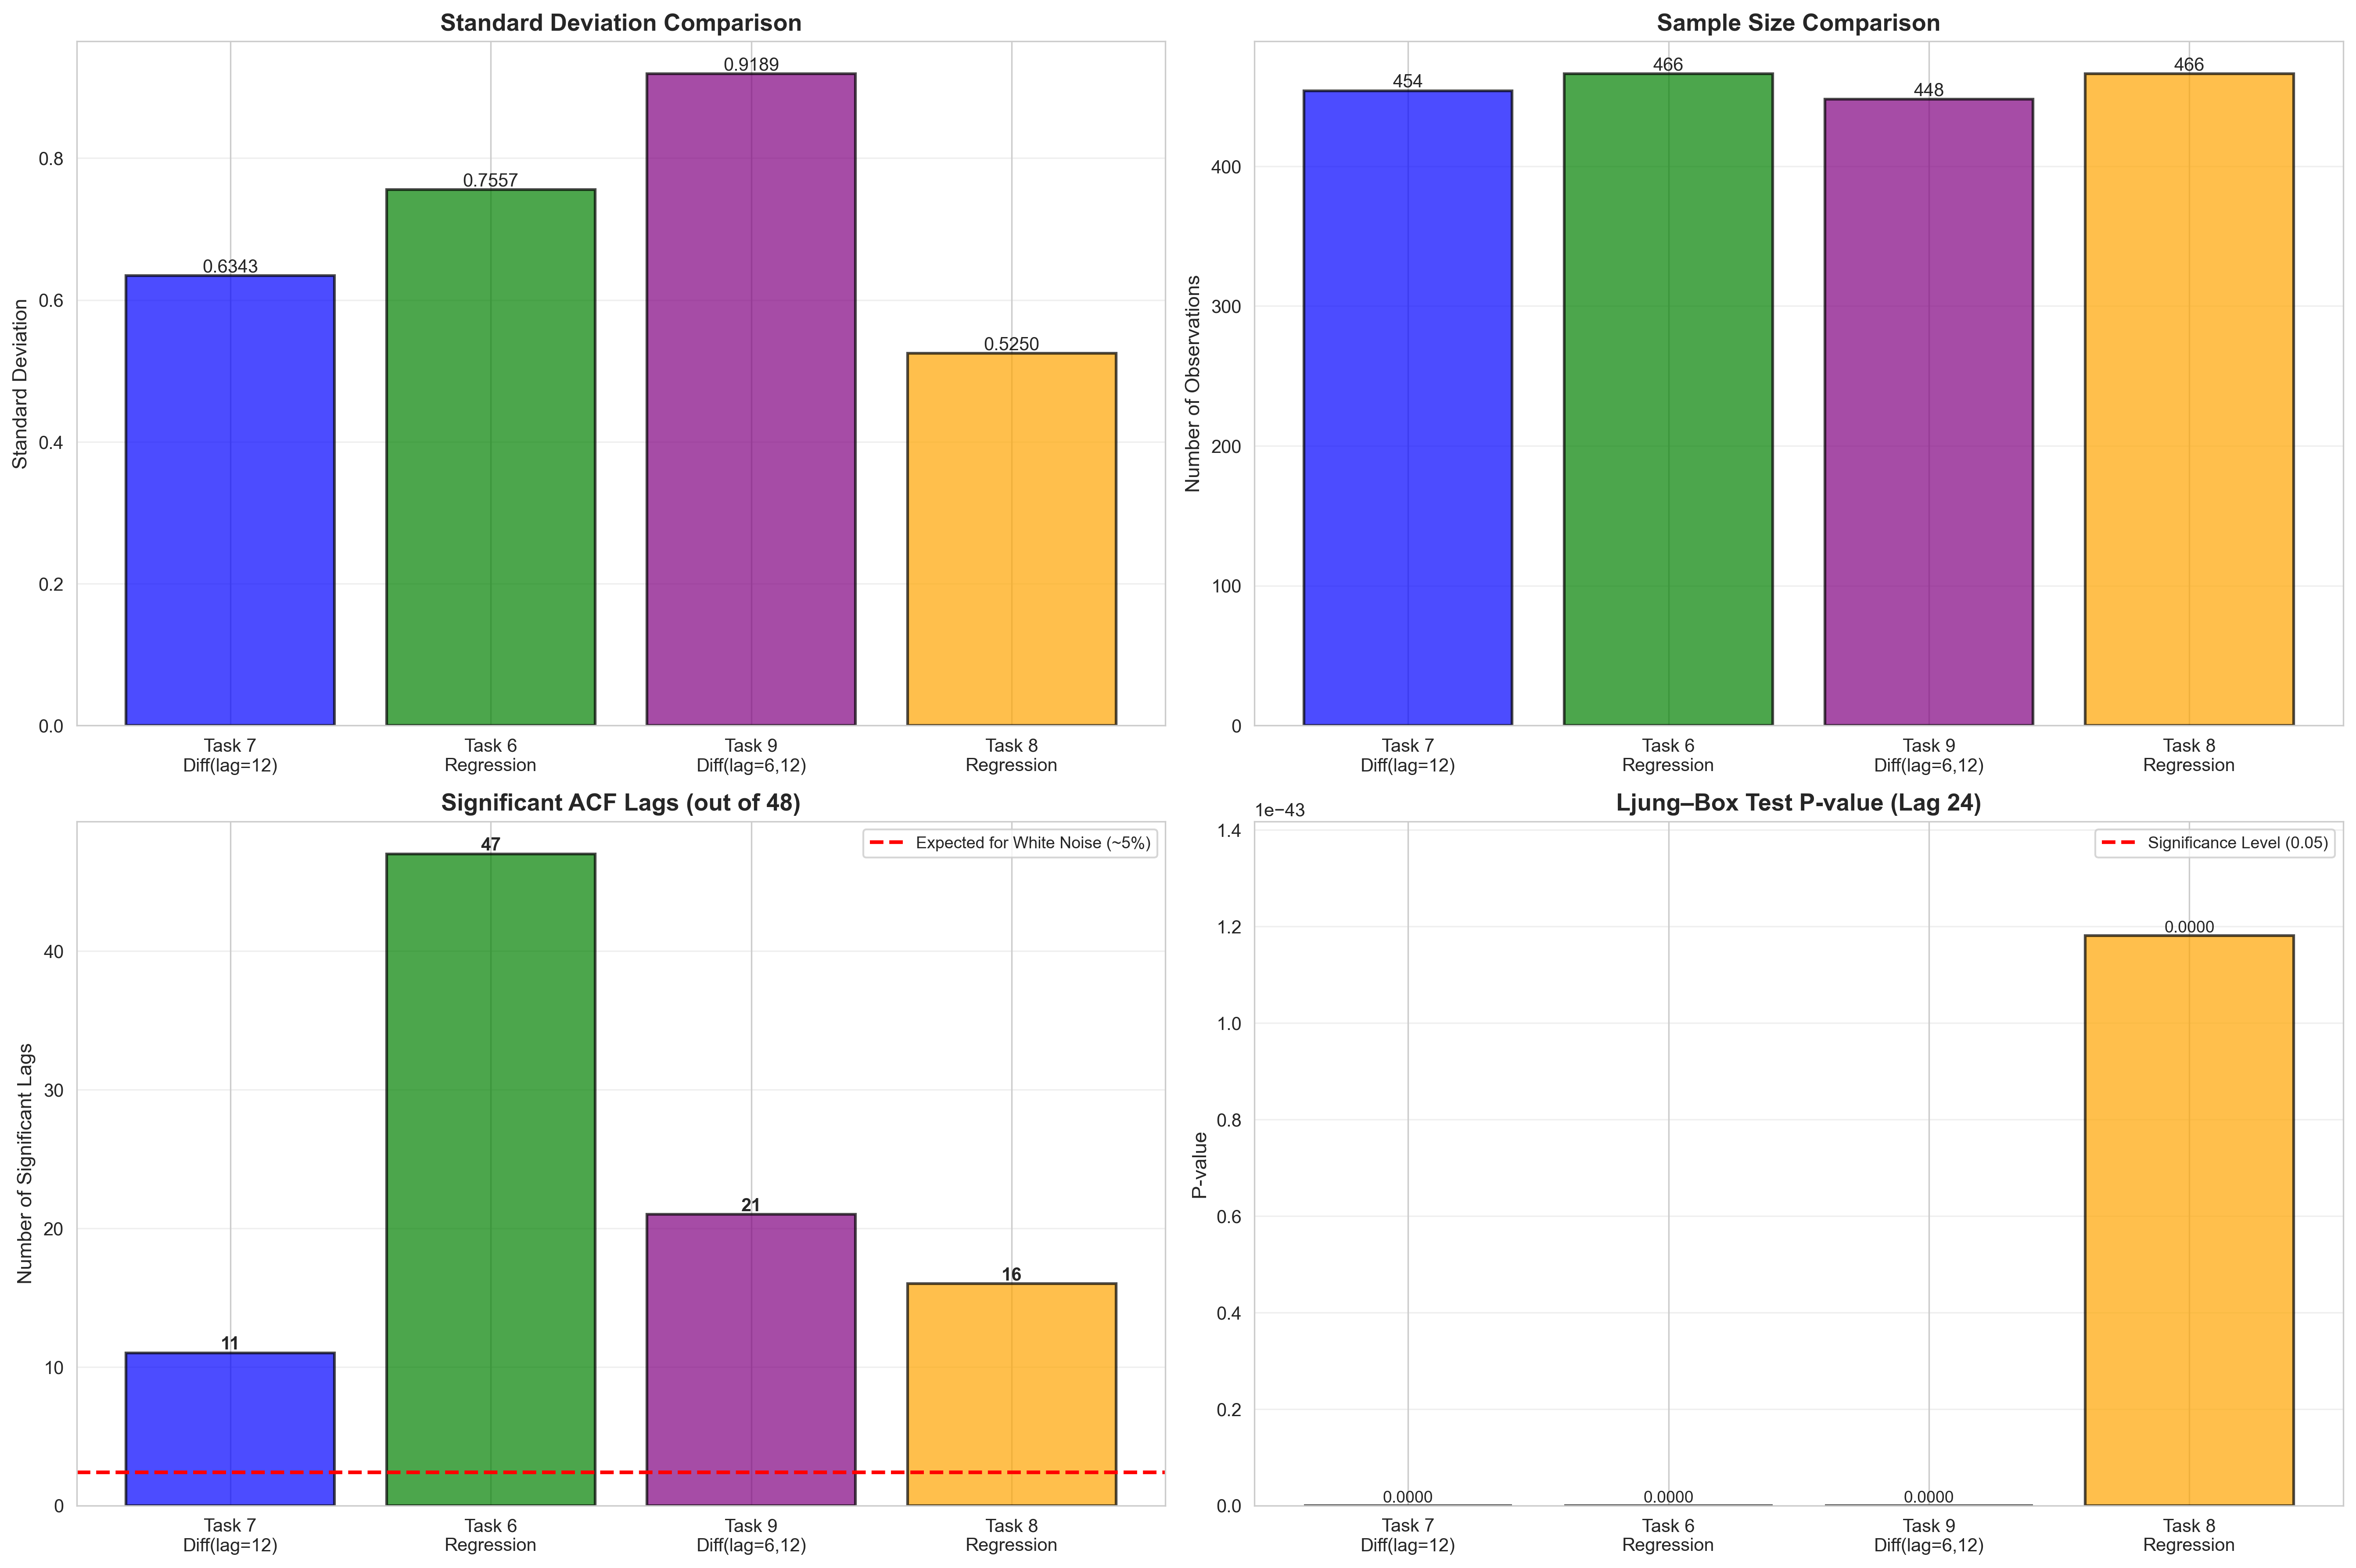 Standard Deviation Comparison
Standard Deviation
0.8
0.6
0.4
0.2
0.0
0.6343
0.7557
0.9189
0.5250
Task 7
Diff(lag=12)
Task 6
Regression
Task 9
Diff(lag=6,12)
Task 8
Regression
Sample Size Comparison
Number of Observations
400
300
200
100
0
454
466
448
466
Task 7
Diff(lag=12)
Task 6
Regression
Task 9
Diff(lag=6,12)
Task 8
Regression
Significant ACF Lags (out of 48)
Expected for White Noise (~5%)
Number of Significant Lags
40
30
20
10
0
11
47
21
16
Task 7
Diff(lag=12)
Task 6
Regression
Task 9
Diff(lag=6,12)
Task 8
Regression
Ljung–Box Test P-value (Lag 24)
1e−43
Significance Level (0.05)
P-value
1.4
1.2
1.0
0.8
0.6
0.4
0.2
0.0
0.0000
0.0000
0.0000
0.0000
Task 7
Diff(lag=12)
Task 6
Regression
Task 9
Diff(lag=6,12)
Task 8
Regression